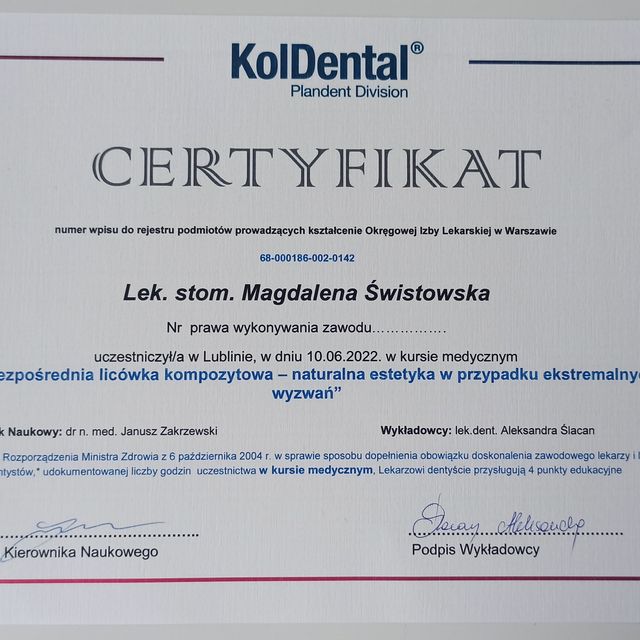 KolDental®
Plandent Division
CERTYFIKAT
numer wpisu do rejestru podmiotów prowadzących kształcenie Okręgowej Izby Lekarskiej w Warszawie
68-000186-002-0142
Lek. stom. Magdalena Świstowska
Nr prawa wykonywania zawodu................
uczestniczył/a w Lublinie, w dniu 10.06.2022. w kursie medycznym
ezpośrednia licówka kompozytowa – naturalna estetyka w przypadku ekstremalny
wyzwań”
k Naukowy: dr n. med. Janusz Zakrzewski
Wykładowcy: lek.dent. Aleksandra Ślacan
Rozporządzenia Ministra Zdrowia z 6 października 2004 r. w sprawie sposobu dopełnienia obowiązku doskonalenia zawodowego lekarzy i l
ntystów,* udokumentowanej liczby godzin uczestnictwa w kursie medycznym, Lekarzowi dentyście przysługują 4 punkty edukacyjne
Kierownika Naukowego
Podpis Wykładowcy